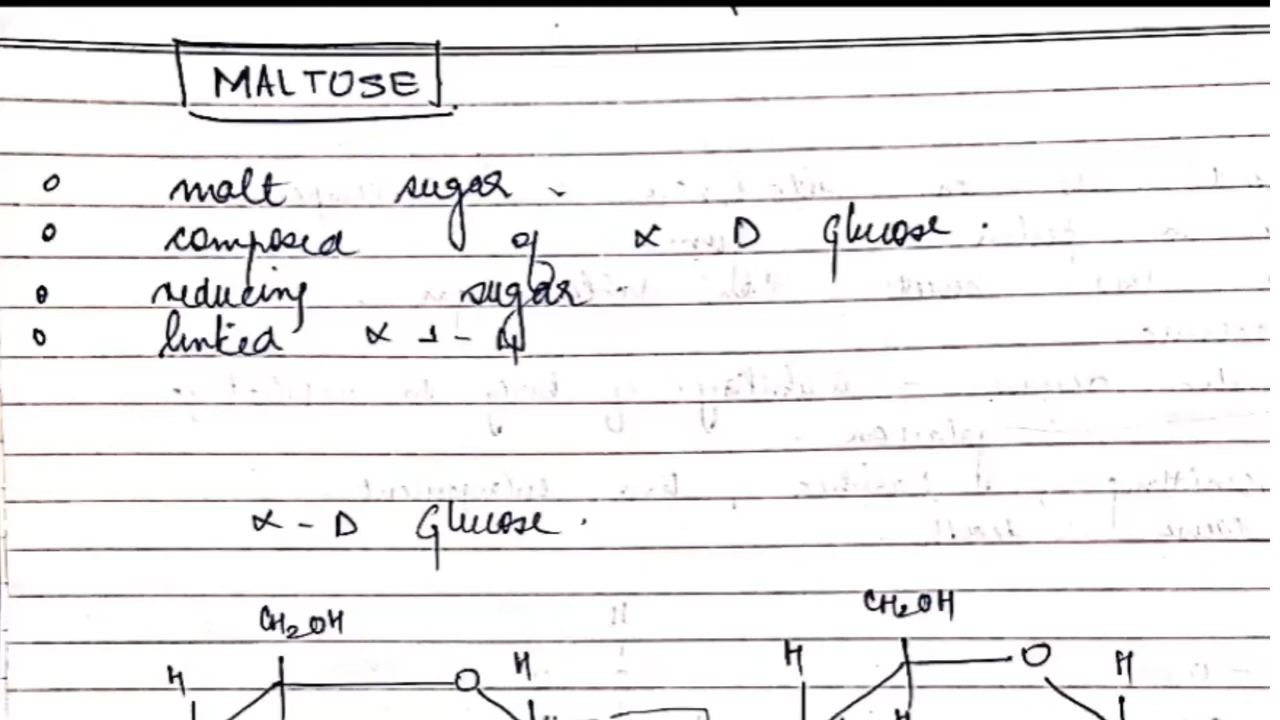 MALTOSE
malt sugar.
composed of α D Glucose.
reducing sugar.
linked α 1-4
α-D Glucose.
CH₂OH CH₂OH
H O H H O H
H